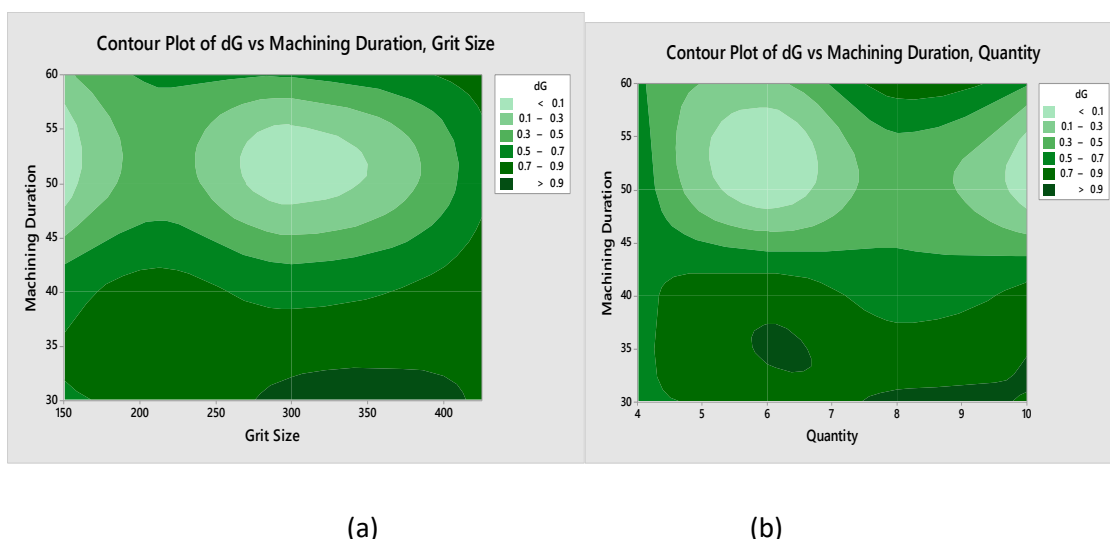 Contour Plot of dG vs Machining Duration, Grit Size
Machining Duration
60
55
50
45
40
35
30
150 200 250 300 350 400
Grit Size
dG
< 0.1
0.1 – 0.3
0.3 – 0.5
0.5 – 0.7
0.7 – 0.9
> 0.9
(a)
Contour Plot of dG vs Machining Duration, Quantity
Machining Duration
60
55
50
45
40
35
30
4 5 6 7 8 9 10
Quantity
dG
< 0.1
0.1 – 0.3
0.3 – 0.5
0.5 – 0.7
0.7 – 0.9
> 0.9
(b)